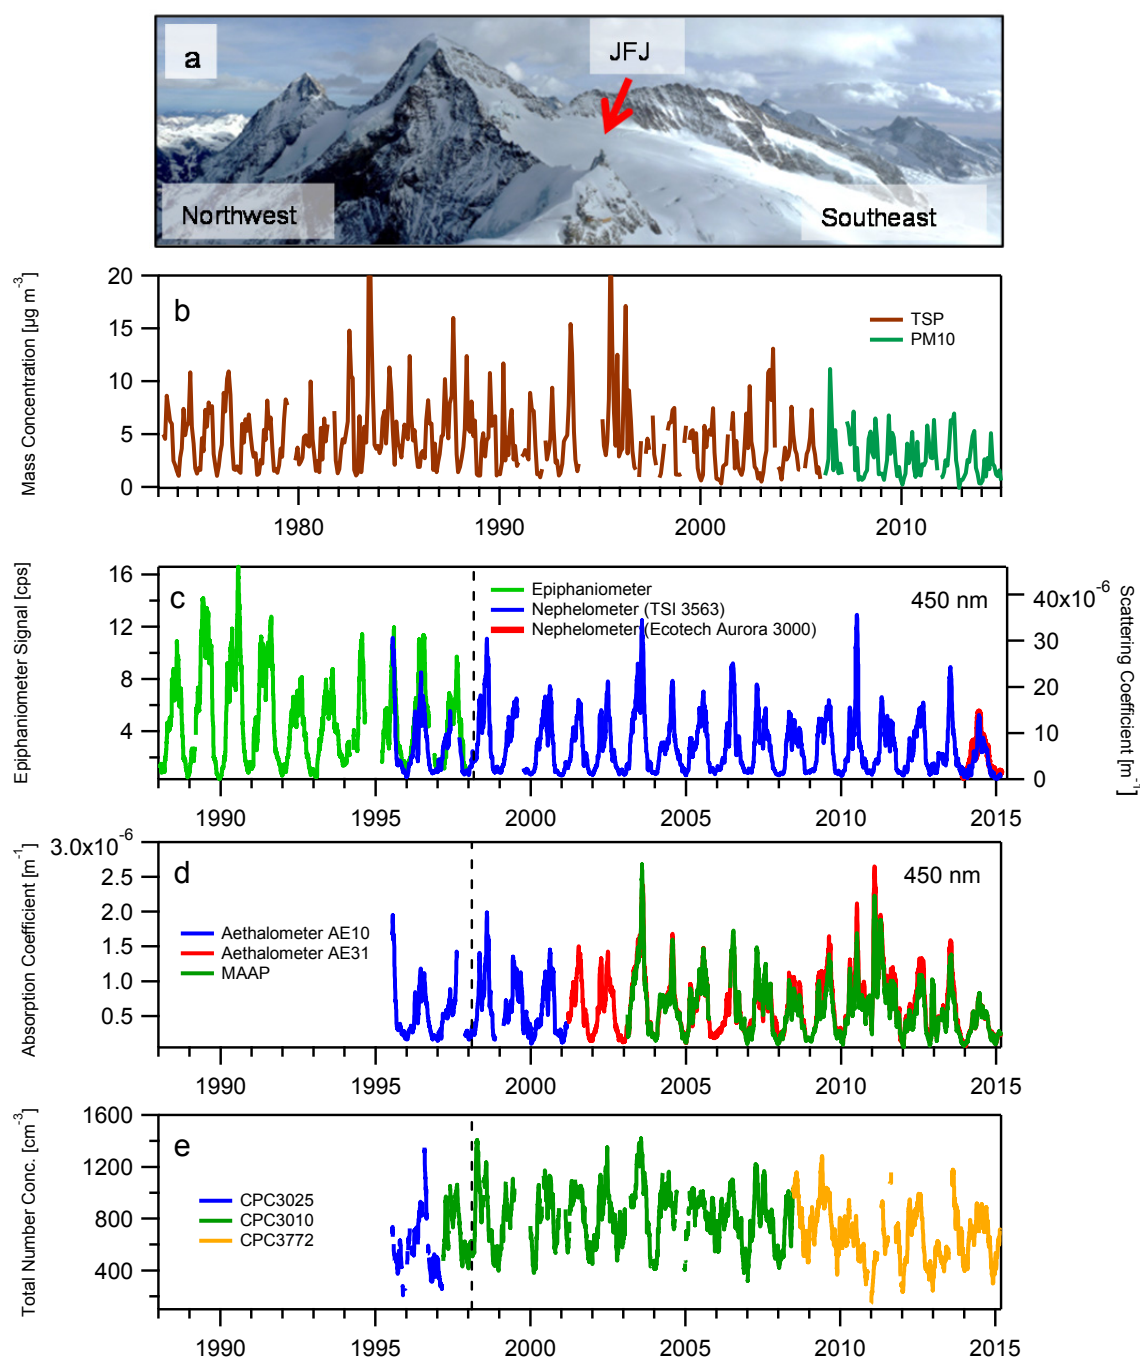 a
JFJ
Northwest
Southeast
Mass Concentration [µg m⁻³]
20
15
10
5
0
b
TSP
PM10
1980
1990
2000
2010
Epiphaniometer Signal [cps]
16
12
8
4
c
Epiphaniometer
Nephelometer (TSI 3563)
Nephelometer (Ecotech Aurora 3000)
450 nm
40x10⁻⁶
30
20
10
0
Scattering Coefficient [m⁻¹]
1990
1995
2000
2005
2010
2015
Absorption Coefficient [m⁻¹]
3.0x10⁻⁶
2.5
2.0
1.5
1.0
0.5
d
450 nm
Aethalometer AE10
Aethalometer AE31
MAAP
1990
1995
2000
2005
2010
2015
Total Number Conc. [cm⁻³]
1600
1200
800
400
e
CPC3025
CPC3010
CPC3772
1990
1995
2000
2005
2010
2015